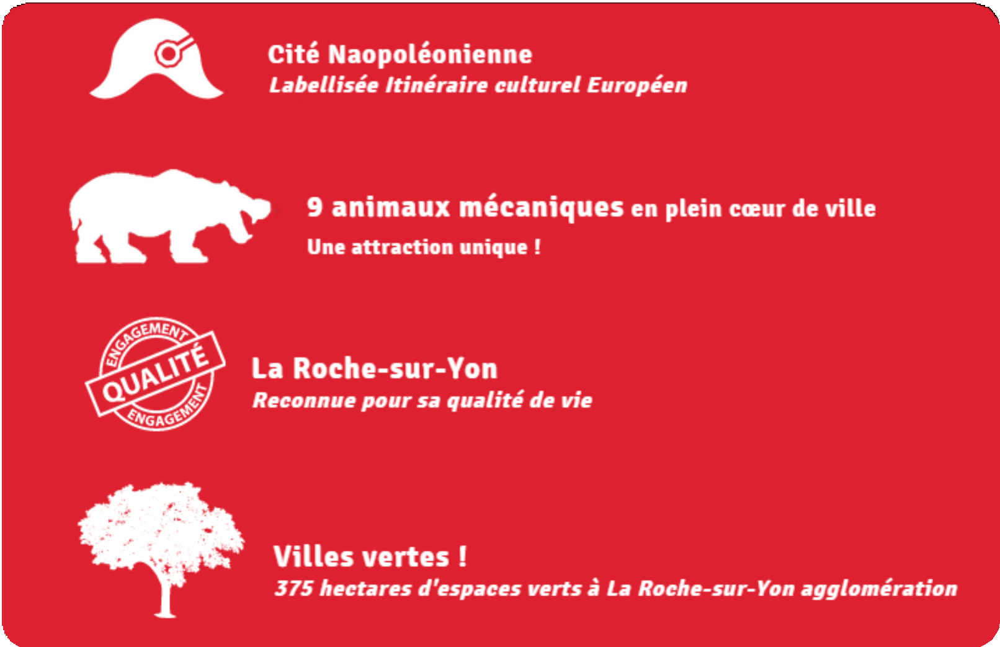 Cité Naopoléonienne
Labellisée Itinéraire culturel Européen
9 animaux mécaniques en plein cœur de ville
Une attraction unique !
ENGAGEMENT
QUALITÉ
ENGAGEMENT
La Roche-sur-Yon
Reconnue pour sa qualité de vie
Villes vertes !
375 hectares d'espaces verts à La Roche-sur-Yon agglomération